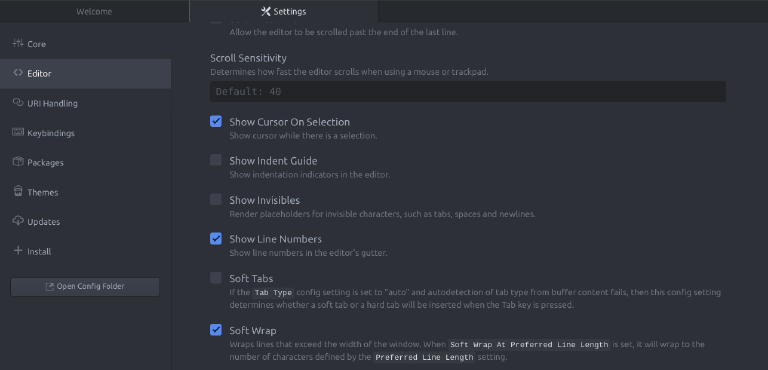 Welcome
Settings
Allow the editor to be scrolled past the end of the last line.
Core
Editor
URI Handling
Keybindings
Packages
Themes
Updates
Install
Open Config Folder
Scroll Sensitivity
Determines how fast the editor scrolls when using a mouse or trackpad.
Default: 40
Show Cursor On Selection
Show cursor while there is a selection.
Show Indent Guide
Show indentation indicators in the editor.
Show Invisibles
Render placeholders for invisible characters, such as tabs, spaces and newlines.
Show Line Numbers
Show line numbers in the editor's gutter.
Soft Tabs
If the Tab Type config setting is set to "auto" and autodetection of tab type from buffer content fails, then this config setting
determines whether a soft tab or a hard tab will be inserted when the Tab key is pressed.
Soft Wrap
Wraps lines that exceed the width of the window. When Soft Wrap At Preferred Line Length is set, it will wrap to the
number of characters defined by the Preferred Line Length setting.